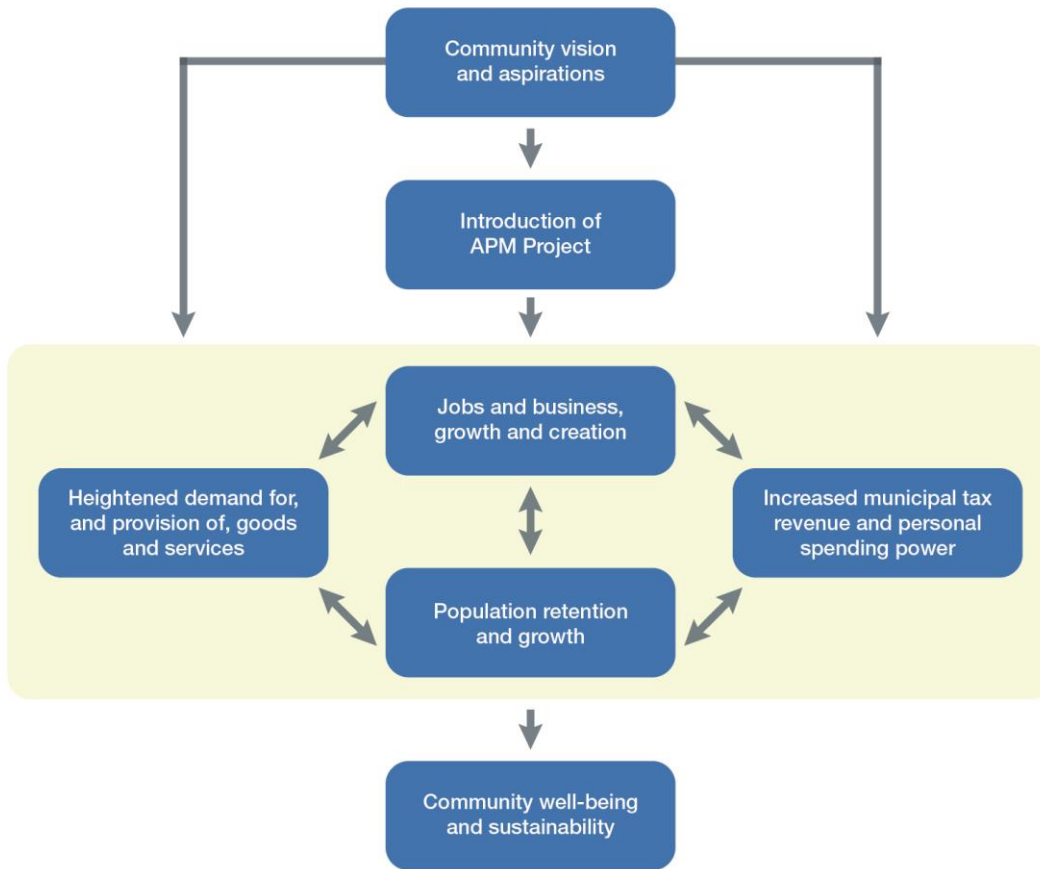 Community vision
and aspirations
Introduction of
APM Project
Jobs and business,
growth and creation
Heightened demand for,
and provision of, goods
and services
Increased municipal tax
revenue and personal
spending power
Population retention
and growth
Community well-being
and sustainability